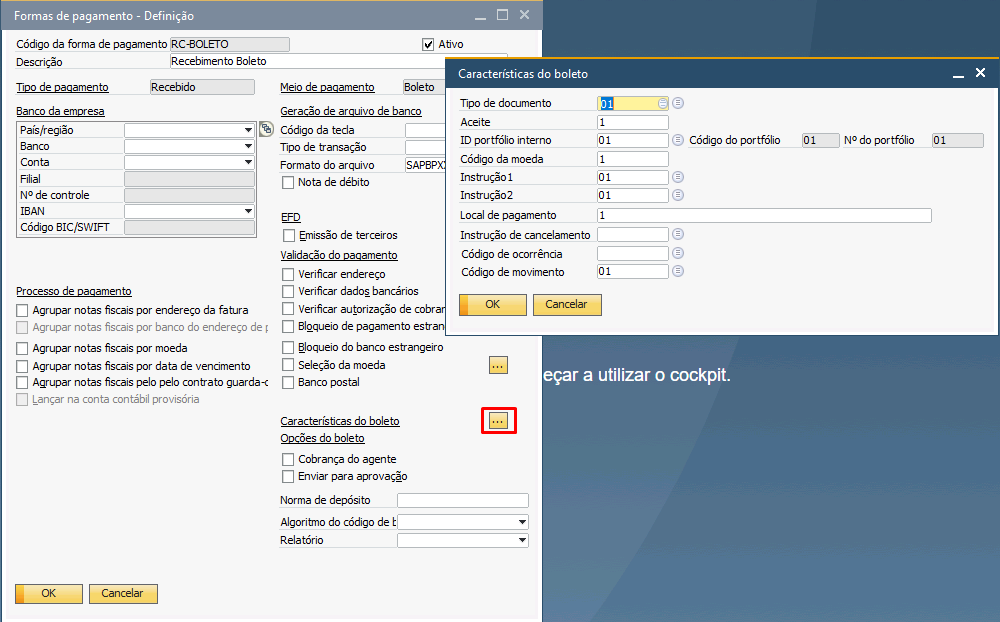 Formas de pagamento - Definição
Código da forma de pagamento RC-BOLETO Ativo
Descrição Recebimento Boleto
Tipo de pagamento Recebido Meio de pagamento Boleto
Banco da empresa
País/região
Banco
Conta
Filial
Nº de controle
IBAN
Código BIC/SWIFT
Geração de arquivo de banco
Código da tecla
Tipo de transação
Formato do arquivo SAPBPX
Nota de débito
EFD
Emissão de terceiros
Validação do pagamento
Verificar endereço
Verificar dados bancários
Verificar autorização de cobrar
Bloqueio de pagamento estran
Bloqueio do banco estrangeiro
Seleção da moeda ...
Banco postal
Processo de pagamento
Agrupar notas fiscais por endereço da fatura
Agrupar notas fiscais por banco do endereço de p
Agrupar notas fiscais por moeda
Agrupar notas fiscais por data de vencimento
Agrupar notas fiscais pelo pelo contrato guarda-c
Lançar na conta contábil provisória
Características do boleto ...
Opções do boleto
Cobrança do agente
Enviar para aprovação
Norma de depósito
Algoritmo do código de b
Relatório
OK Cancelar
Características do boleto
Tipo de documento 01
Aceite 1
ID portfólio interno 01 Código do portfólio 01 Nº do portfólio 01
Código da moeda 1
Instrução1 01
Instrução2 01
Local de pagamento 1
Instrução de cancelamento
Código de ocorrência
Código de movimento 01
OK Cancelar
eçar a utilizar o cockpit.